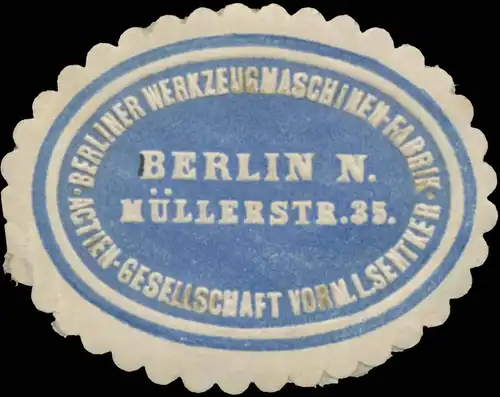 BERLINER WERKZEUGMASCHINEN-FABRIK
BERLIN N.
MÜLLERSTR. 35.
ACTIEN-GESELLSCHAFT VORM. L. SENTKER